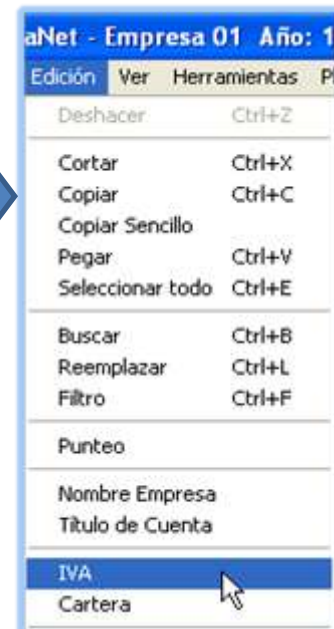 aNet - Empresa 01 Año: 1
Edición Ver Herramientas
Deshacer Ctrl+Z
Cortar Ctrl+X
Copiar Ctrl+C
Copiar Sencillo
Pegar Ctrl+V
Seleccionar todo Ctrl+E
Buscar Ctrl+B
Reemplazar Ctrl+L
Filtro Ctrl+F
Punteo
Nombre Empresa
Título de Cuenta
IVA
Cartera